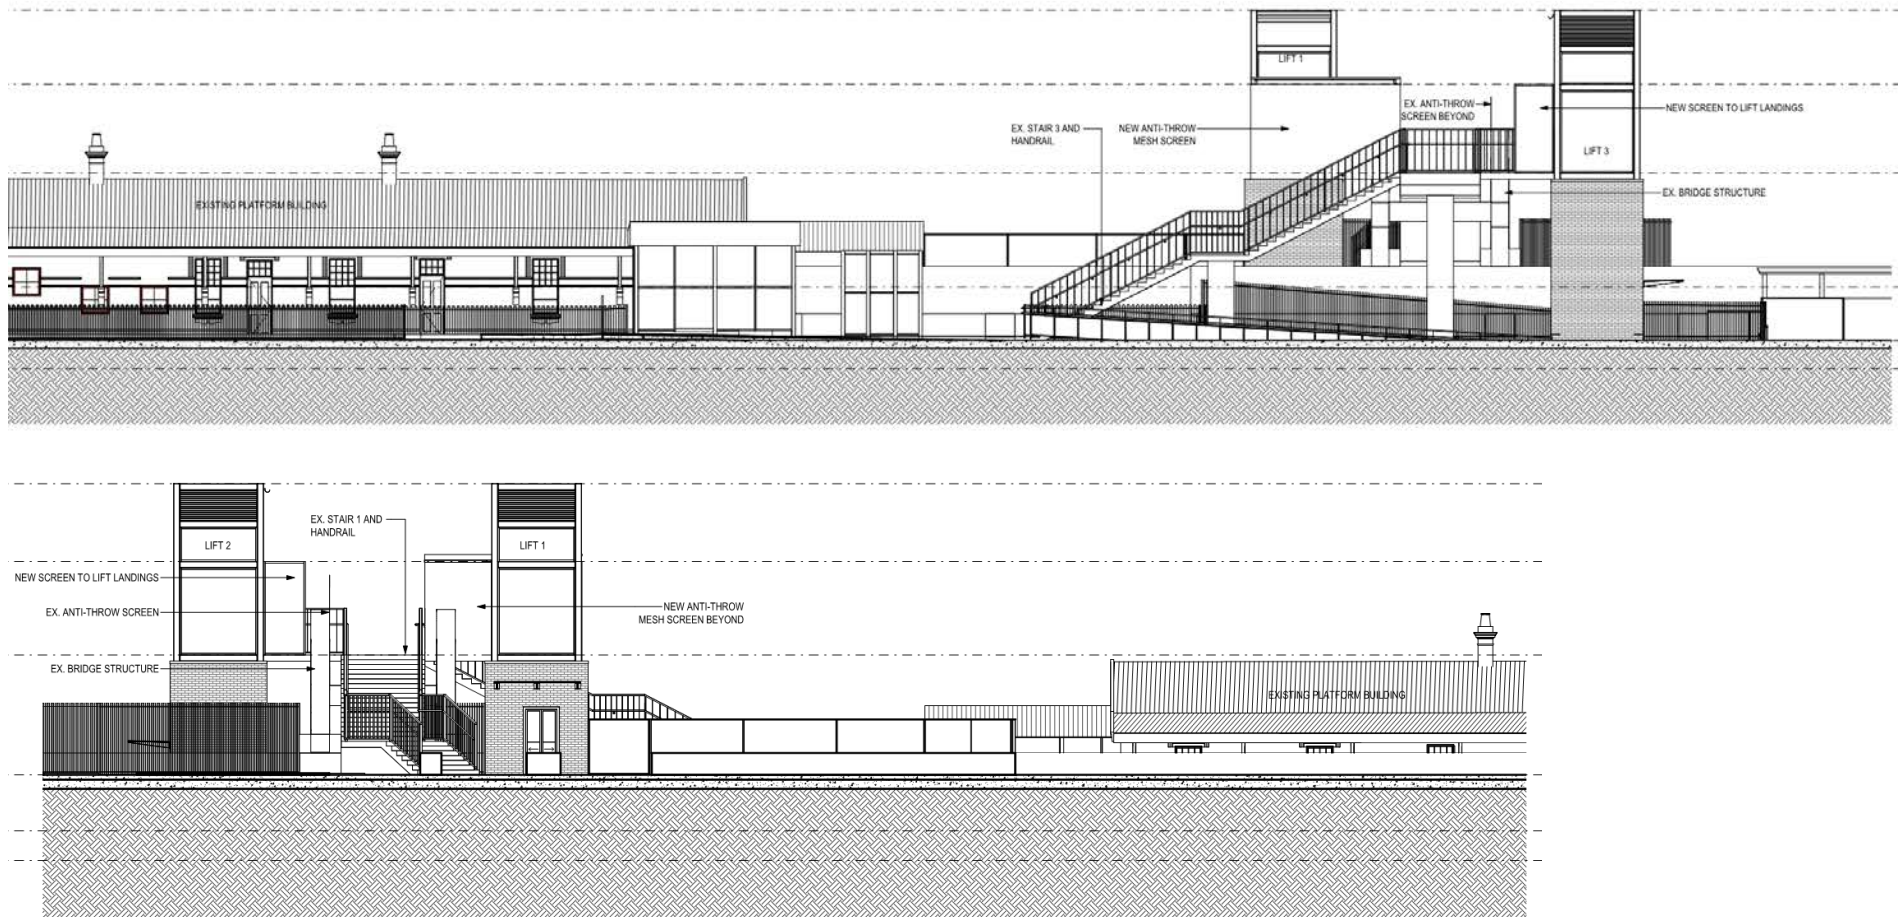 LIFT 1
EX. ANTI-THROW
SCREEN BEYOND
NEW SCREEN TO LIFT LANDINGS
EX. STAIR 3 AND
HANDRAIL
NEW ANTI-THROW
MESH SCREEN
LIFT 3
EX. BRIDGE STRUCTURE
EXISTING PLATFORM BUILDING
EX. STAIR 1 AND
HANDRAIL
LIFT 2
LIFT 1
NEW SCREEN TO LIFT LANDINGS
EX. ANTI-THROW SCREEN
NEW ANTI-THROW
MESH SCREEN BEYOND
EX. BRIDGE STRUCTURE
EXISTING PLATFORM BUILDING